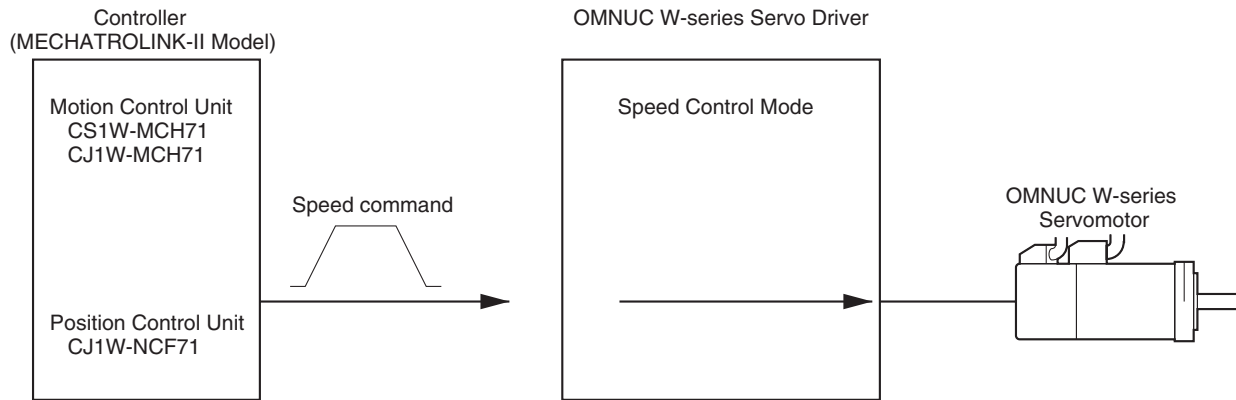 Controller
(MECHATROLINK-II Model)
OMNUC W-series Servo Driver
Motion Control Unit
CS1W-MCH71
CJ1W-MCH71
Speed Control Mode
Speed command
OMNUC W-series
Servomotor
Position Control Unit
CJ1W-NCF71